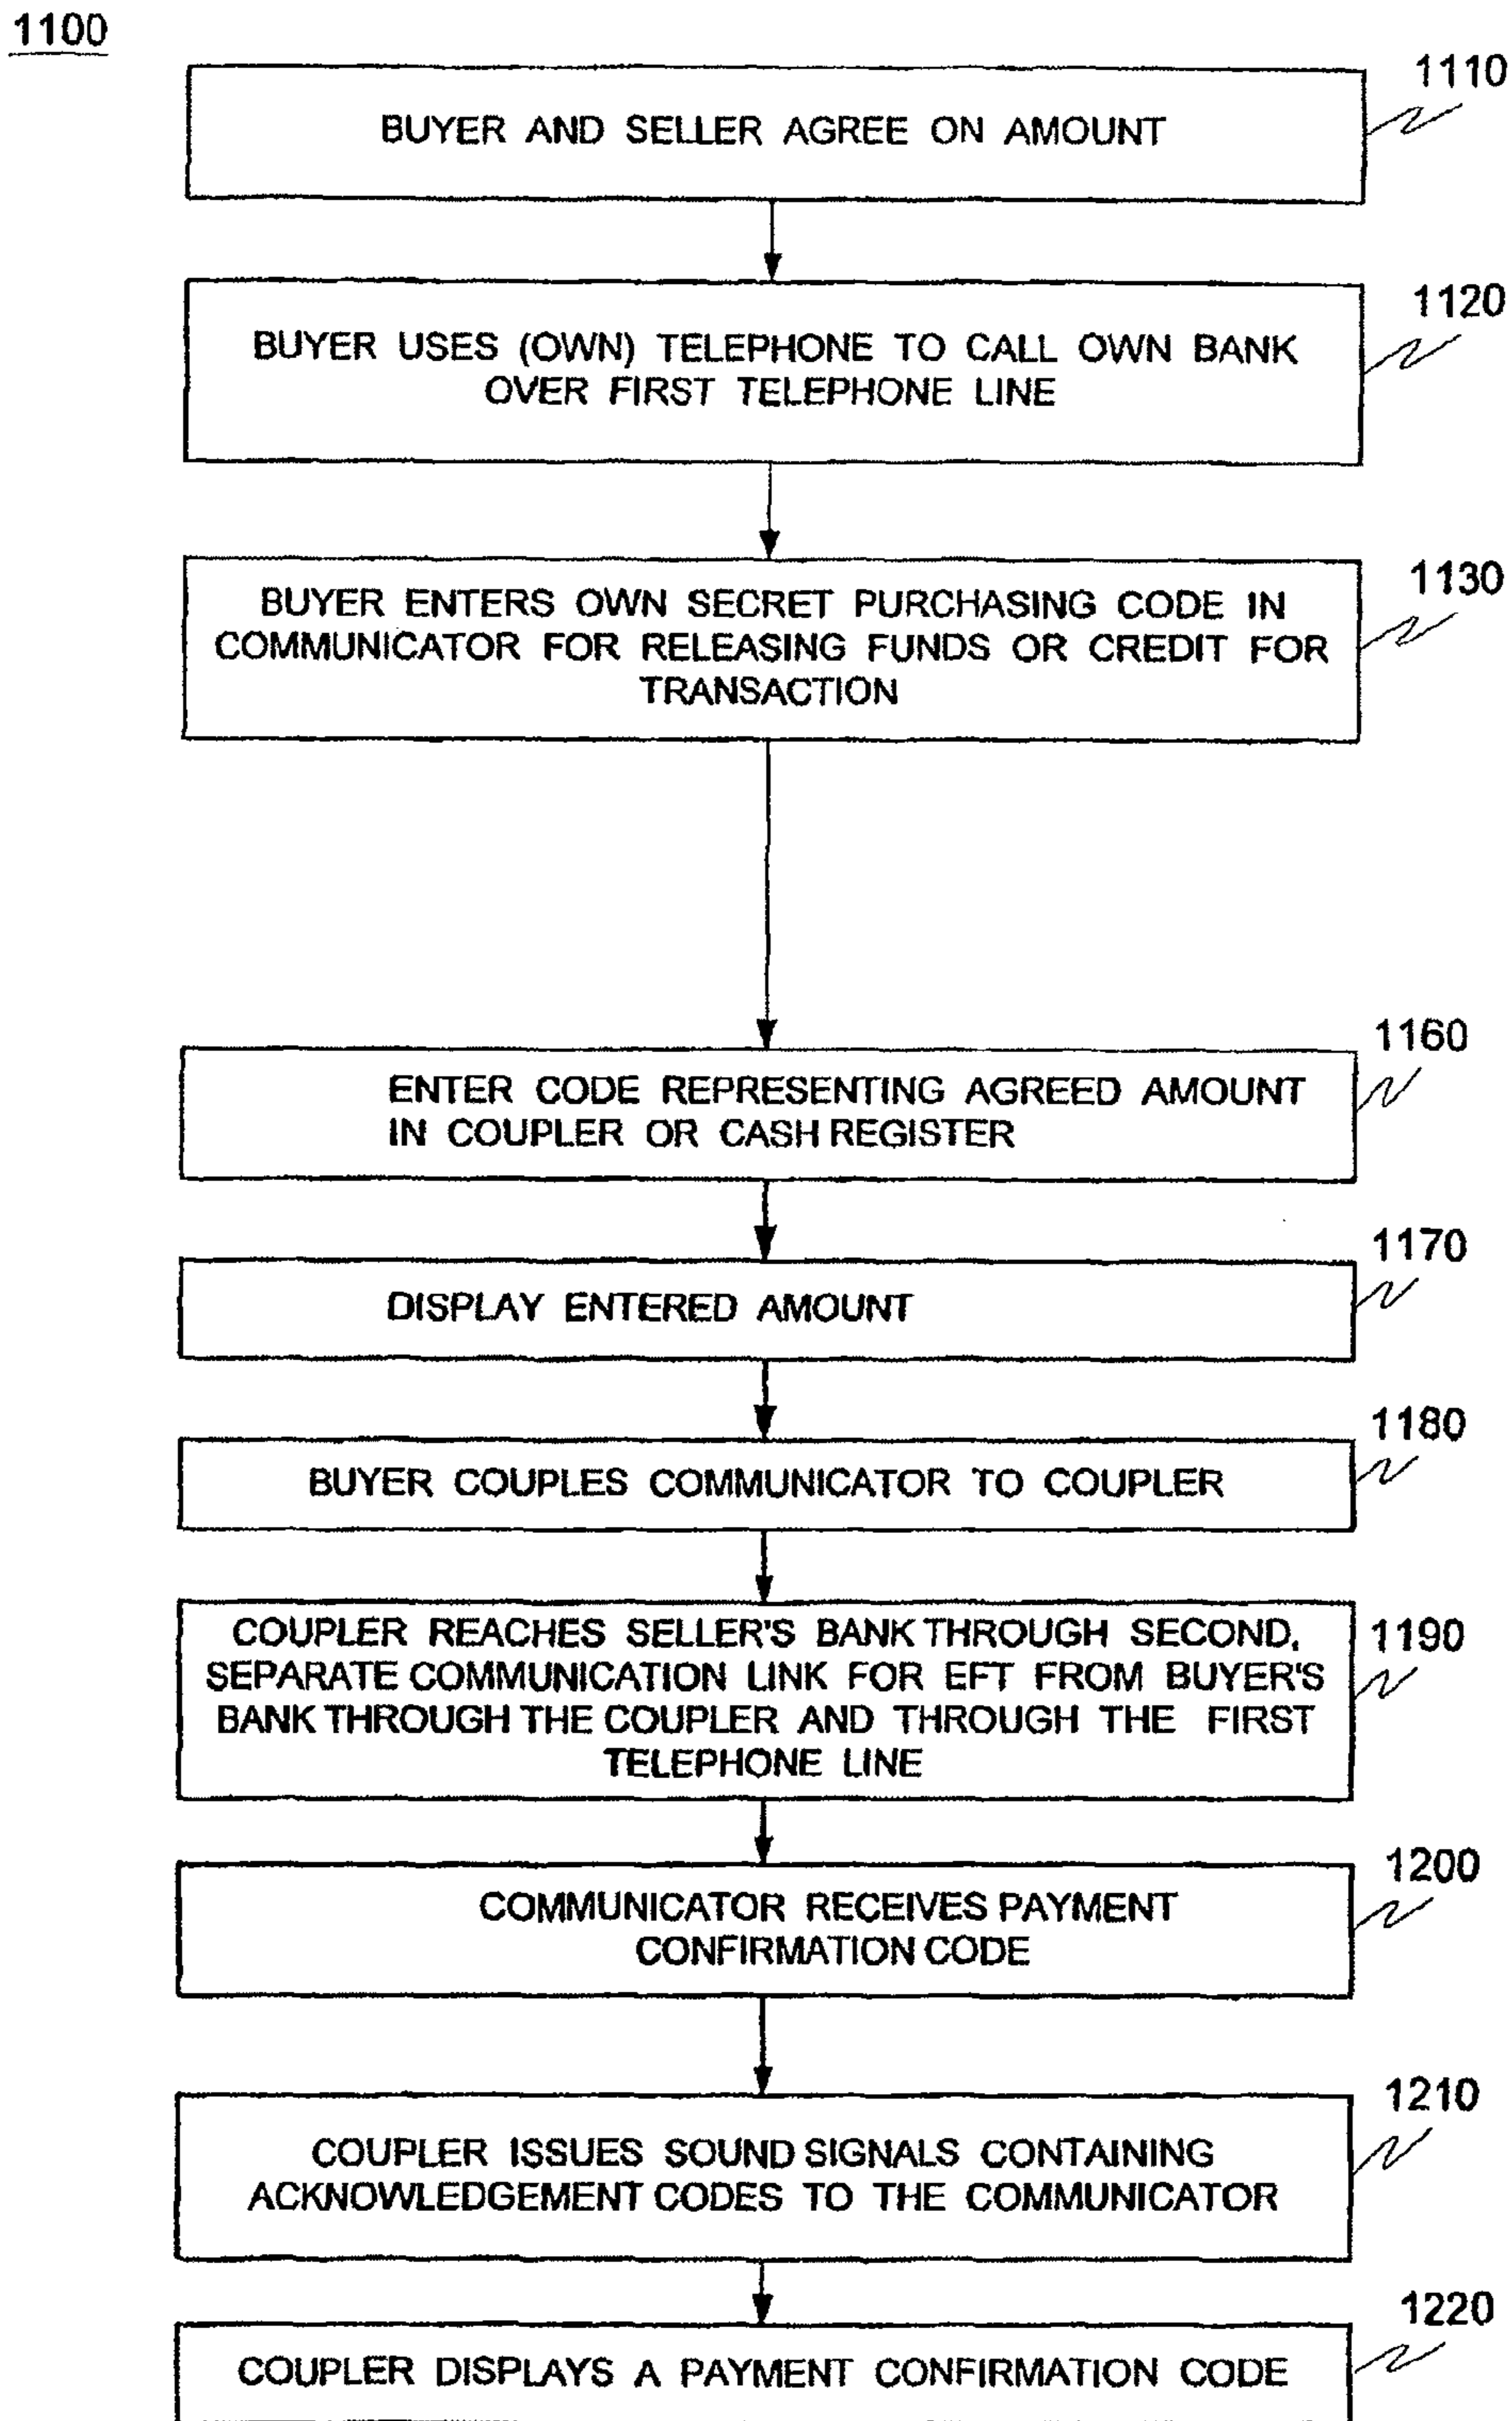 1100
1110
BUYER AND SELLER AGREE ON AMOUNT
1120
BUYER USES (OWN) TELEPHONE TO CALL OWN BANK
OVER FIRST TELEPHONE LINE
1130
BUYER ENTERS OWN SECRET PURCHASING CODE IN
COMMUNICATOR FOR RELEASING FUNDS OR CREDIT FOR
TRANSACTION
1160
ENTER CODE REPRESENTING AGREED AMOUNT
IN COUPLER OR CASH REGISTER
1170
DISPLAY ENTERED AMOUNT
1180
BUYER COUPLES COMMUNICATOR TO COUPLER
1190
COUPLER REACHES SELLER'S BANK THROUGH SECOND,
SEPARATE COMMUNICATION LINK FOR EFT FROM BUYER'S
BANK THROUGH THE COUPLER AND THROUGH THE FIRST
TELEPHONE LINE
1200
COMMUNICATOR RECEIVES PAYMENT
CONFIRMATION CODE
1210
COUPLER ISSUES SOUND SIGNALS CONTAINING
ACKNOWLEDGEMENT CODES TO THE COMMUNICATOR
1220
COUPLER DISPLAYS A PAYMENT CONFIRMATION CODE